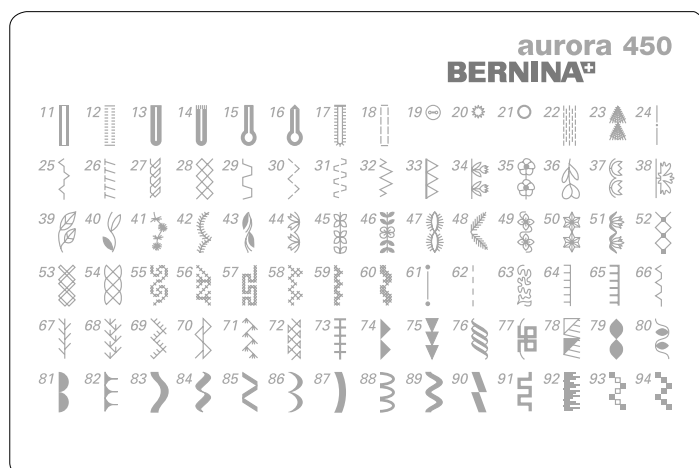 aurora 450
BERNINA
11 12 13 14 15 16 17 18 19 20 21 22 23 24
25 26 27 28 29 30 31 32 33 34 35 36 37 38
39 40 41 42 43 44 45 46 47 48 49 50 51 52
53 54 55 56 57 58 59 60 61 62 63 64 65 66
67 68 69 70 71 72 73 74 75 76 77 78 79 80
81 82 83 84 85 86 87 88 89 90 91 92 93 94